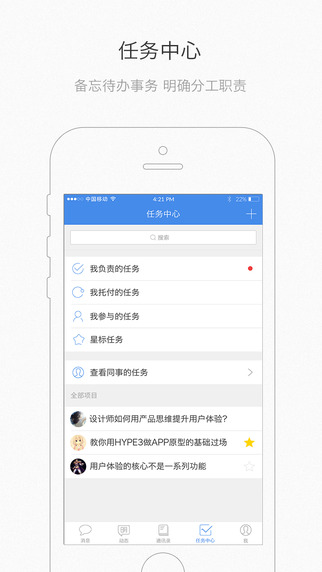 任务中心
备忘待办事务 明确分工职责
中国移动
4:21 PM
22%
任务中心
搜索
我负责的任务
我托付的任务
我参与的任务
星标任务
查看同事的任务
全部项目
设计师如何用产品思维提升用户体验?
教你用HYPE3做APP原型的基础过场
用户体验的核心不是一系列功能
消息
动态
通讯录
任务中心
我